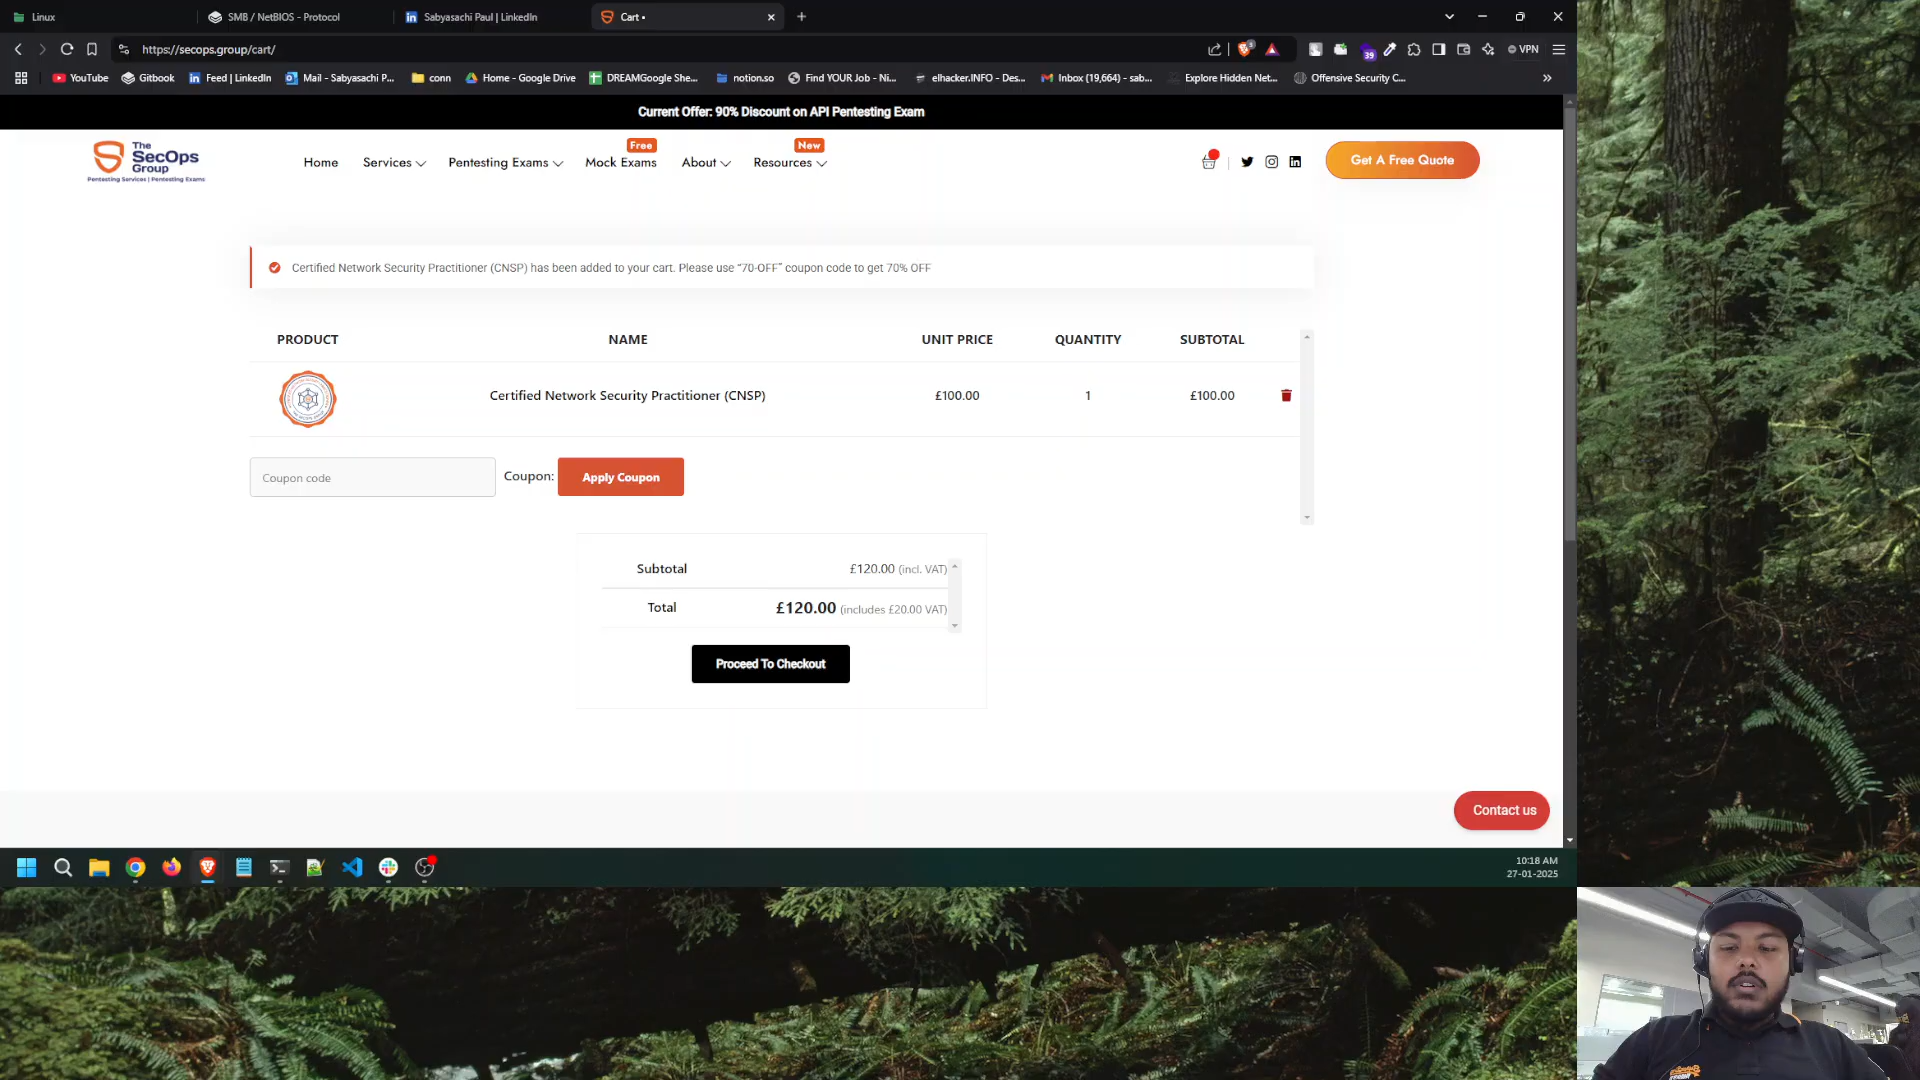 Linux
SMB / NetBIOS - Protocol
Sabyasachi Paul | LinkedIn
Cart •
https://secops.group/cart/
39
VPN
YouTube
Gitbook
Feed | LinkedIn
Mail - Sabyasachi P...
conn
Home - Google Drive
DREAMGoogle She...
notion.so
Find YOUR Job - Ni...
elhacker.INFO - Des...
Inbox (19,664) - sab...
Explore Hidden Net...
Offensive Security C...
Current Offer: 90% Discount on API Pentesting Exam
The
SecOps
Group
Pentesting Services | Pentesting Exams
Home
Services
Pentesting Exams
Free
Mock Exams
About
New
Resources
Get A Free Quote
Certified Network Security Practitioner (CNSP) has been added to your cart. Please use “70-OFF” coupon code to get 70% OFF
PRODUCT NAME UNIT PRICE QUANTITY SUBTOTAL
Certified Network Security Practitioner (CNSP) £100.00 1 £100.00
Coupon code Coupon: Apply Coupon
Subtotal £120.00 (incl. VAT)
Total £120.00 (includes £20.00 VAT)
Proceed To Checkout
Contact us
10:18 AM
27-01-2025